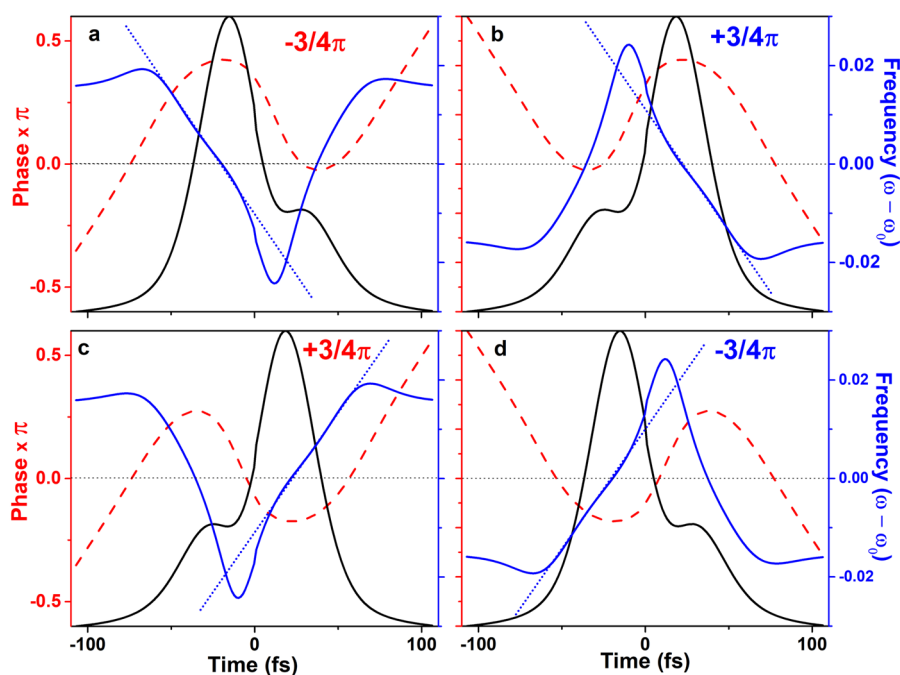 a
-3/4π
b
+3/4π
0.5
0.0
-0.5
Phase x π
0.02
0.00
-0.02
Frequency (ω − ω0)
c
+3/4π
d
-3/4π
0.5
0.0
-0.5
Phase x π
0.02
0.00
-0.02
Frequency (ω − ω0)
-100
0
100
-100
0
100
Time (fs)
Time (fs)